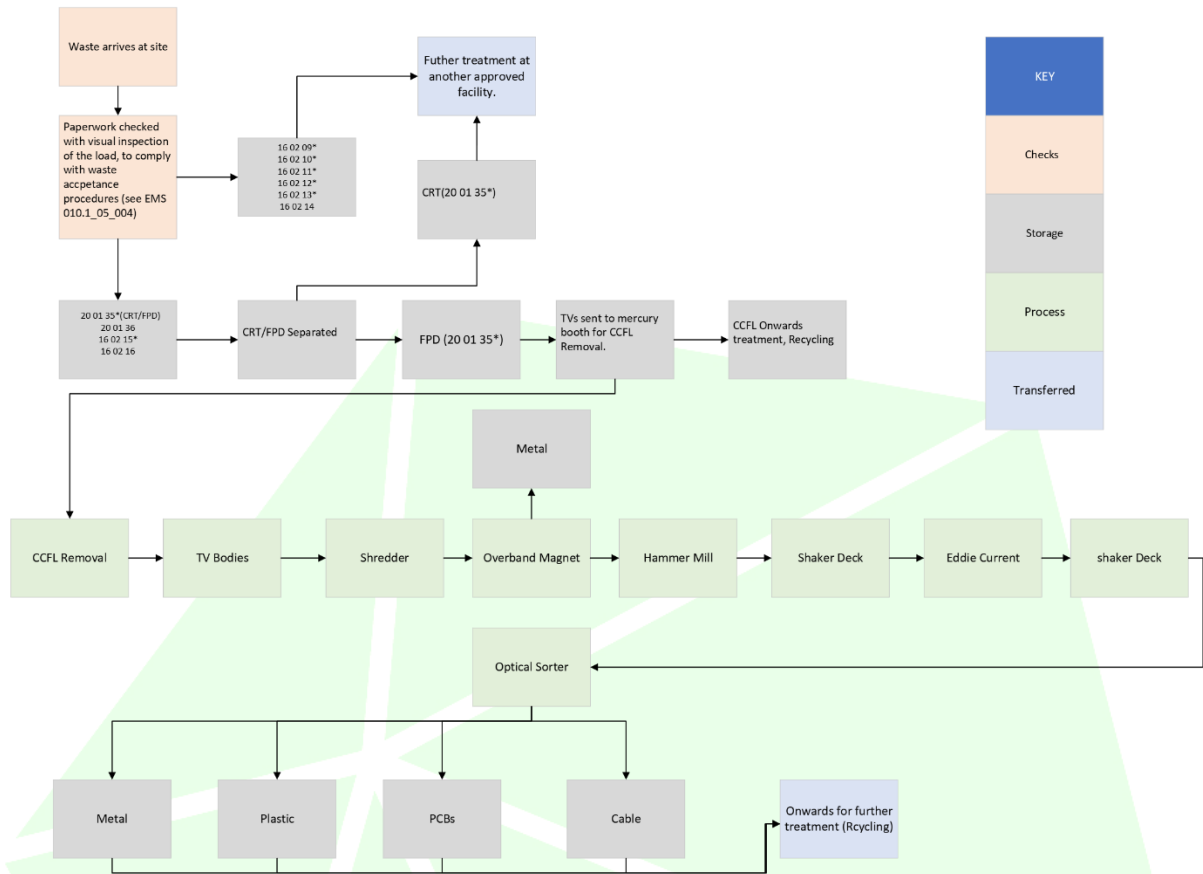 Waste arrives at site
Futher treatment at
another approved
facility.
KEY
Paperwork checked
with visual inspection
of the load, to comply
with waste
accpetance
procedures (see EMS
010.1_05_004)
16 02 09*
16 02 10*
16 02 11*
16 02 12*
16 02 13*
16 02 14
CRT(20 01 35*)
Checks
Storage
20 01 35*(CRT/FPD)
20 01 36
16 02 15*
16 02 16
CRT/FPD Separated
FPD (20 01 35*)
TVs sent to mercury
booth for CCFL
Removal.
CCFL Onwards
treatment, Recycling
Process
Transferred
Metal
CCFL Removal
TV Bodies
Shredder
Overband Magnet
Hammer Mill
Shaker Deck
Eddie Current
shaker Deck
Optical Sorter
Metal
Plastic
PCBs
Cable
Onwards for further
treatment (Rcycling)